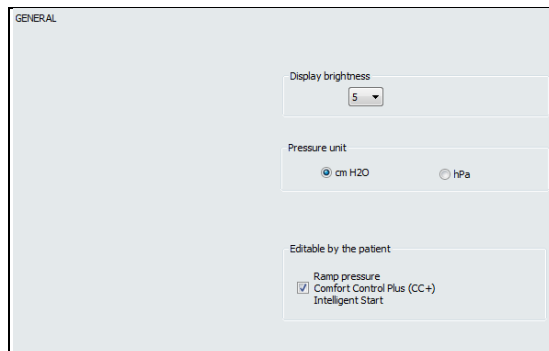 GENERAL
Display brightness
5
Pressure unit
cm H2O
hPa
Editable by the patient
Ramp pressure
Comfort Control Plus (CC+)
Intelligent Start